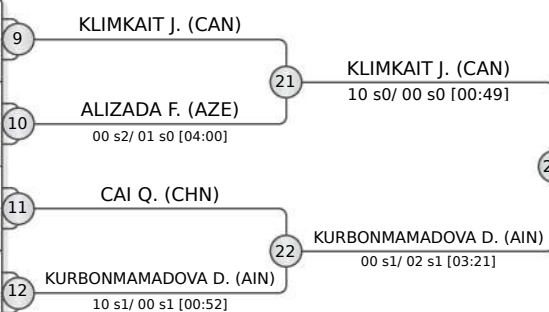 KLIMKAIT J. (CAN)
9
21
KLIMKAIT J. (CAN)
10 s0/ 00 s0 [00:49]
ALIZADA F. (AZE)
10
00 s2/ 01 s0 [04:00]
CAI Q. (CHN)
11
22
KURBONMAMADOVA D. (AIN)
00 s1/ 02 s1 [03:21]
KURBONMAMADOVA D. (AIN)
12
10 s1/ 00 s1 [00:52]